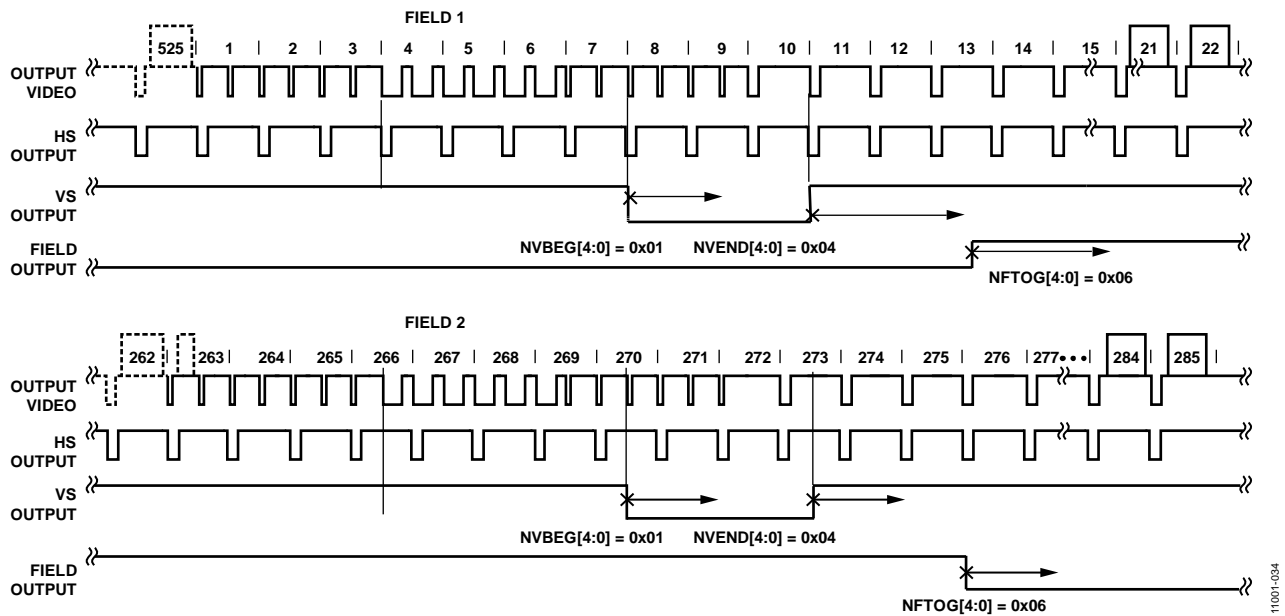 FIELD 1
525 1 2 3 4 5 6 7 8 9 10 11 12 13 14 15 21 22
OUTPUT
VIDEO
HS
OUTPUT
VS
OUTPUT
NVBEG[4:0] = 0x01 NVEND[4:0] = 0x04
FIELD
OUTPUT
NFTOG[4:0] = 0x06
FIELD 2
262 263 264 265 266 267 268 269 270 271 272 273 274 275 276 277••• 284 285
OUTPUT
VIDEO
HS
OUTPUT
VS
OUTPUT
NVBEG[4:0] = 0x01 NVEND[4:0] = 0x04
FIELD
OUTPUT
NFTOG[4:0] = 0x06
11001-034